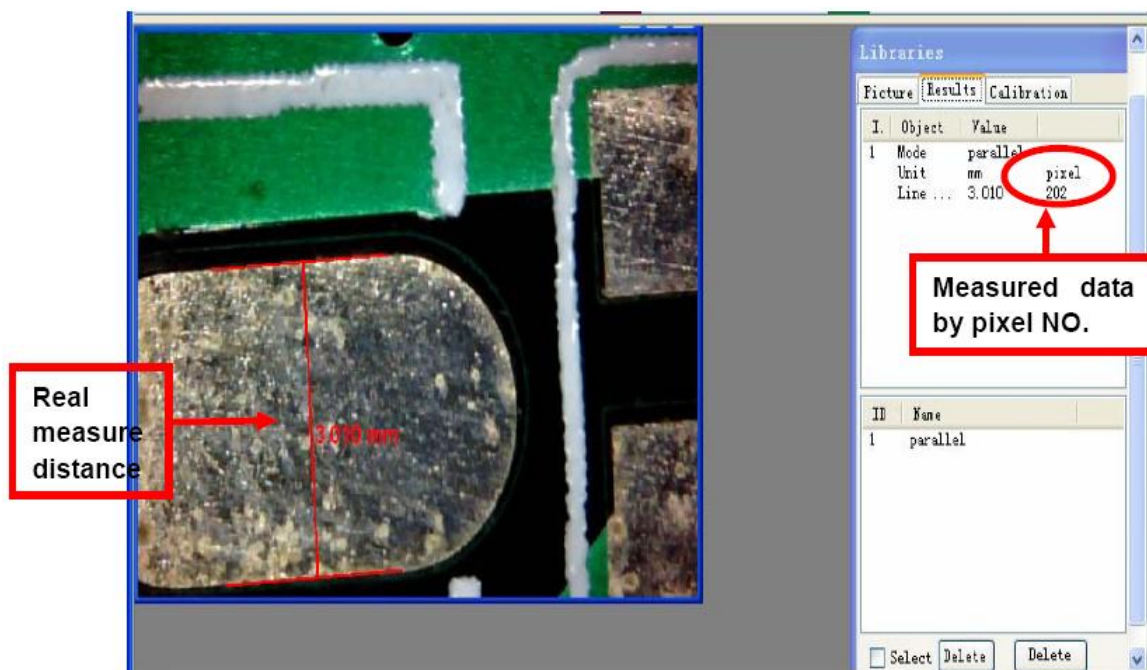 Libraries
Picture Results Calibration
I. Object Value
1 Mode parallel
Unit mm pixel
Line ... 3.010 202
Measured data
by pixel NO.
Real
measure
distance
3.010 mm
ID Name
1 parallel
Select Delete Delete